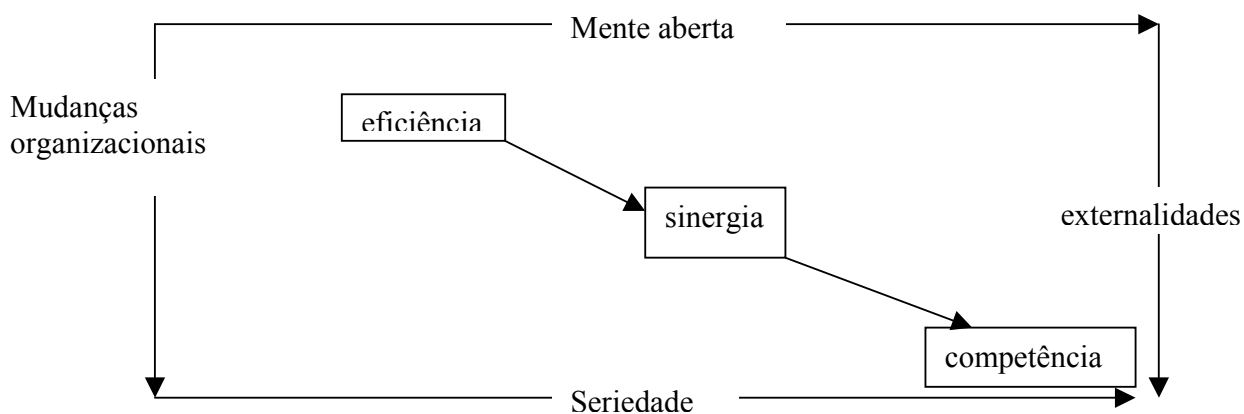 Mente aberta
Mudanças
organizacionais
eficiência
sinergia
externalidades
competência
Seriedade